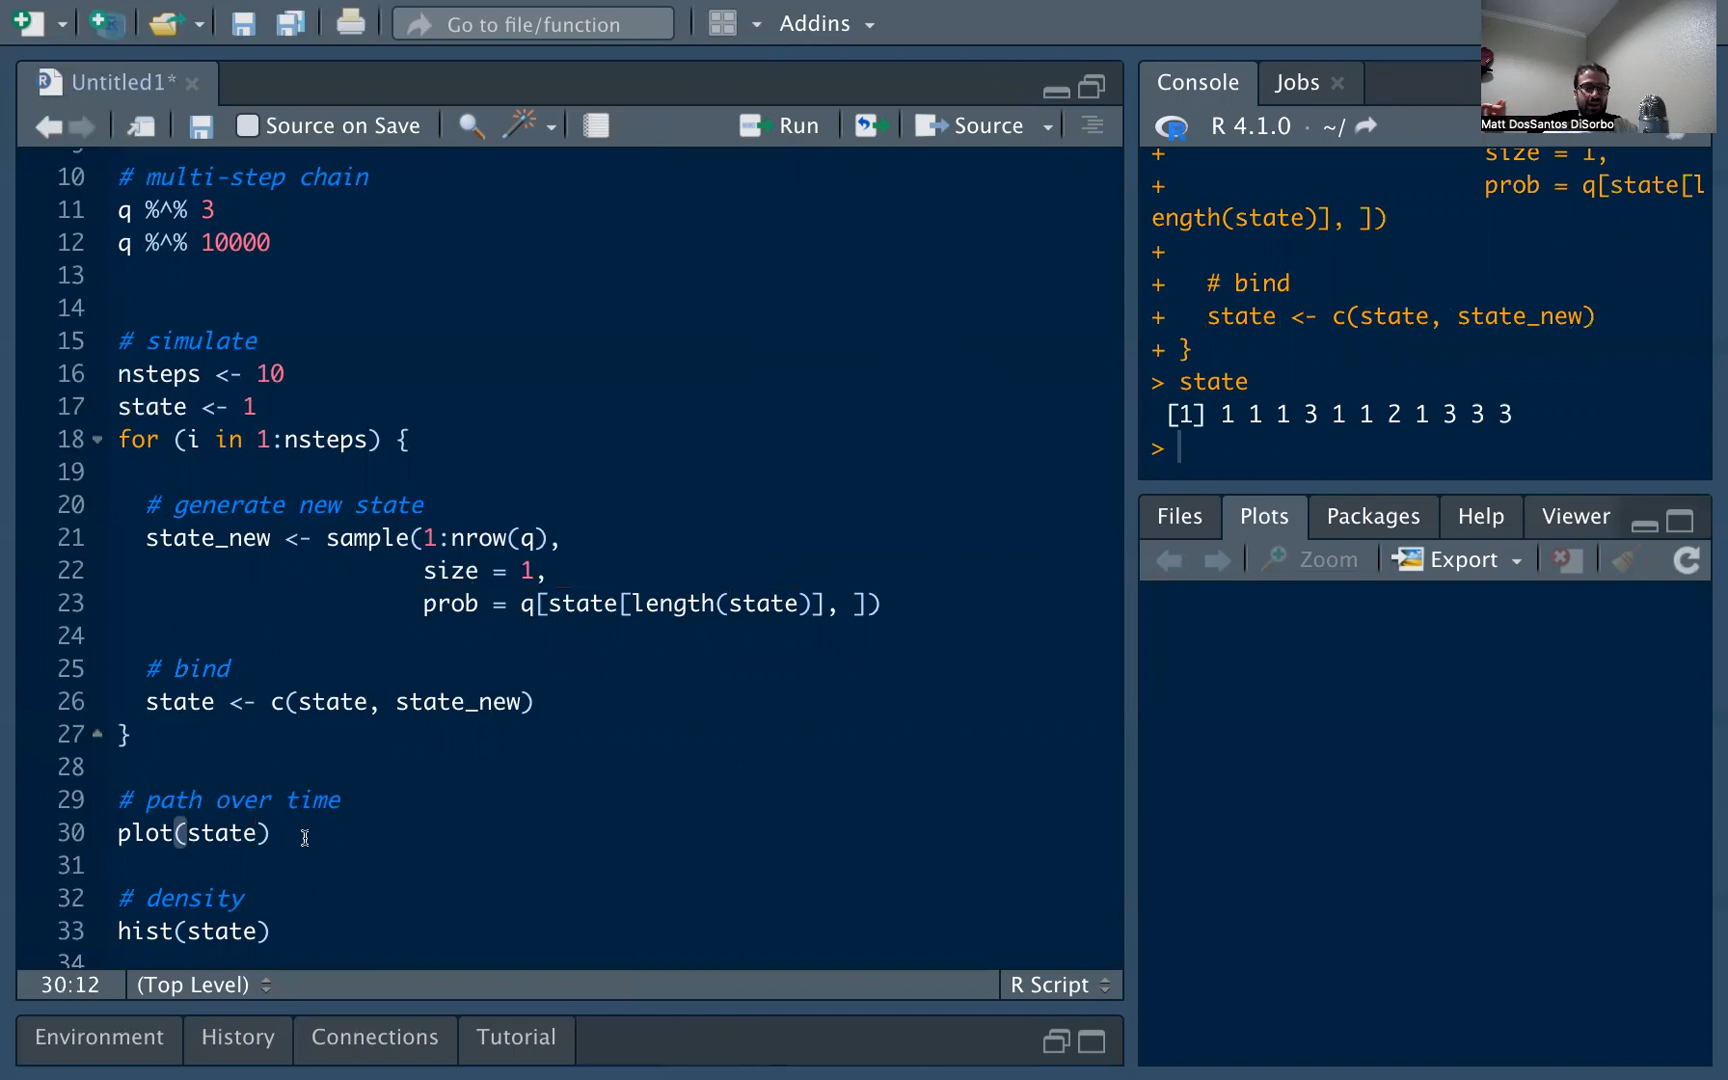 Go to file/function
Addins
Untitled1*
Source on Save
Run
Source
10 # multi-step chain
11 q %^% 3
12 q %^% 10000
13
14
15 # simulate
16 nsteps <- 10
17 state <- 1
18 for (i in 1:nsteps) {
19
20 # generate new state
21 state_new <- sample(1:nrow(q),
22 size = 1,
23 prob = q[state[length(state)], ])
24
25 # bind
26 state <- c(state, state_new)
27 }
28
29 # path over time
30 plot(state)
31
32 # density
33 hist(state)
34
30:12
(Top Level)
R Script
Environment
History
Connections
Tutorial
Console
Jobs
R 4.1.0 · ~/
+ size = 1,
+ prob = q[state[l
ength(state)], ])
+
+ # bind
+ state <- c(state, state_new)
+ }
> state
[1] 1 1 1 3 1 1 2 1 3 3 3
>
Files
Plots
Packages
Help
Viewer
Zoom
Export
Matt DosSantos DiSorbo